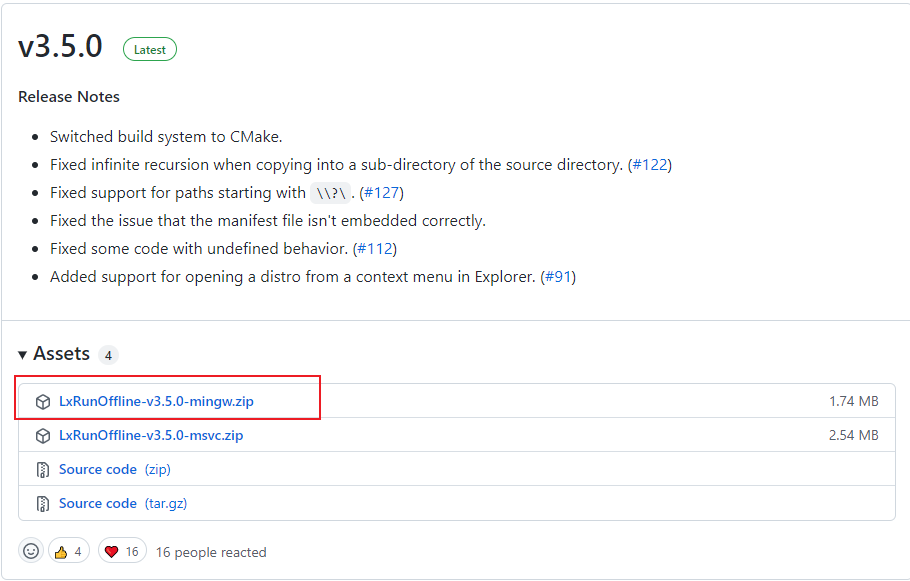 v3.5.0 Latest
Release Notes
Switched build system to CMake.
Fixed infinite recursion when copying into a sub-directory of the source directory. (#122)
Fixed support for paths starting with \\?\. (#127)
Fixed the issue that the manifest file isn't embedded correctly.
Fixed some code with undefined behavior. (#112)
Added support for opening a distro from a context menu in Explorer. (#91)
Assets 4
LxRunOffline-v3.5.0-mingw.zip 1.74 MB
LxRunOffline-v3.5.0-msvc.zip 2.54 MB
Source code (zip)
Source code (tar.gz)
4 16 16 people reacted